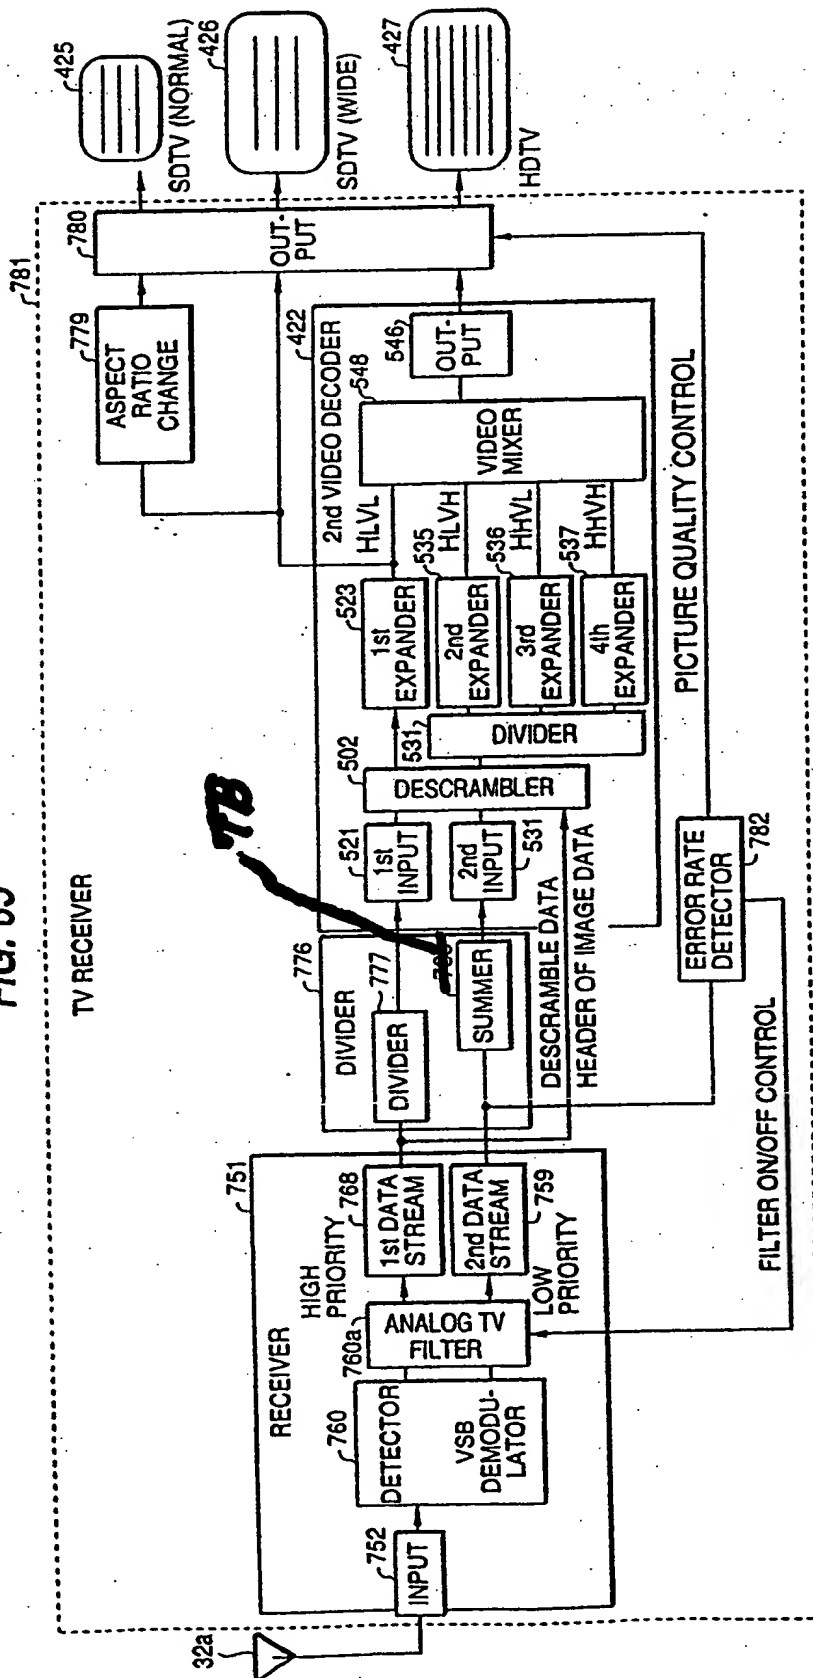 TV RECEIVER
781
32a
752
INPUT
751
RECEIVER
760
DETECTOR
VSB
DEMODU-
LATOR
760a
ANALOG TV
FILTER
HIGH
PRIORITY
768
1st DATA
STREAM
2nd DATA
STREAM
759
LOW
PRIORITY
776
DIVIDER
777
DIVIDER
SUMMER
TB
DESCRAMBLE DATA
HEADER OF IMAGE DATA
422
2nd VIDEO DECODER
521
1st
INPUT
2nd
INPUT
531
502
DESCRAMBLER
531
DIVIDER
523
1st
EXPANDER
HLVL
535
2nd
EXPANDER
HLVH
536
3rd
EXPANDER
HHVL
537
4th
EXPANDER
HHVH
548
VIDEO
MIXER
546
OUT-
PUT
779
ASPECT
RATIO
CHANGE
780
OUT-
PUT
425
SDTV (NORMAL)
426
SDTV (WIDE)
427
HDTV
ERROR RATE
DETECTOR
782
PICTURE QUALITY CONTROL
FILTER ON/OFF CONTROL